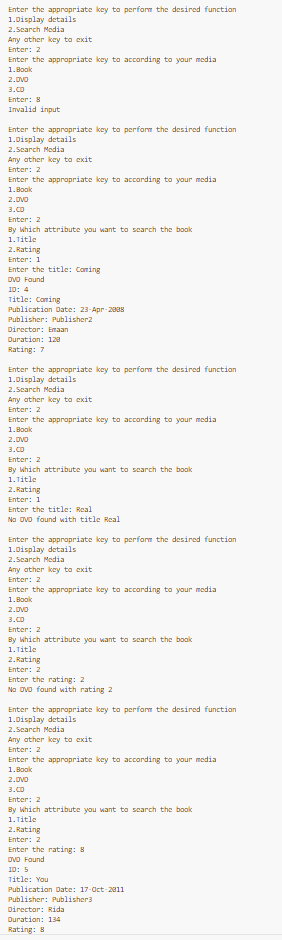 Enter the appropriate key to perform the desired function
1.Display details
2.Search Media
Any other key to exit
Enter: 2
Enter the appropriate key to according to your media
1.Book
2.DVD
3.CD
Enter: 8
Invalid input
Enter the appropriate key to perform the desired function
1.Display details
2.Search Media
Any other key to exit
Enter: 2
Enter the appropriate key to according to your media
1.Book
2.DVD
3.CD
Enter: 2
By Which attribute you want to search the book
1.Title
2.Rating
Enter: 1
Enter the title: Coming
DVD Found
ID: 4
Title: Coming
Publication Date: 23-Apr-2008
Publisher: Publisher2
Director: Emaan
Duration: 120
Rating: 7
Enter the appropriate key to perform the desired function
1.Display details
2.Search Media
Any other key to exit
Enter: 2
Enter the appropriate key to according to your media
1.Book
2.DVD
3.CD
Enter: 2
By Which attribute you want to search the book
1.Title
2.Rating
Enter: 1
Enter the title: Real
No DVD found with title Real
Enter the appropriate key to perform the desired function
1.Display details
2.Search Media
Any other key to exit
Enter: 2
Enter the appropriate key to according to your media
1.Book
2.DVD
3.CD
Enter: 2
By Which attribute you want to search the book
1.Title
2.Rating
Enter: 2
Enter the rating: 2
No DVD found with rating 2
Enter the appropriate key to perform the desired function
1.Display details
2.Search Media
Any other key to exit
Enter: 2
Enter the appropriate key to according to your media
1.Book
2.DVD
3.CD
Enter: 2
By Which attribute you want to search the book
1.Title
2.Rating
Enter: 2
Enter the rating: 8
DVD Found
ID: 5
Title: You
Publication Date: 17-Oct-2011
Publisher: Publisher3
Director: Rida
Duration: 134
Rating: 8